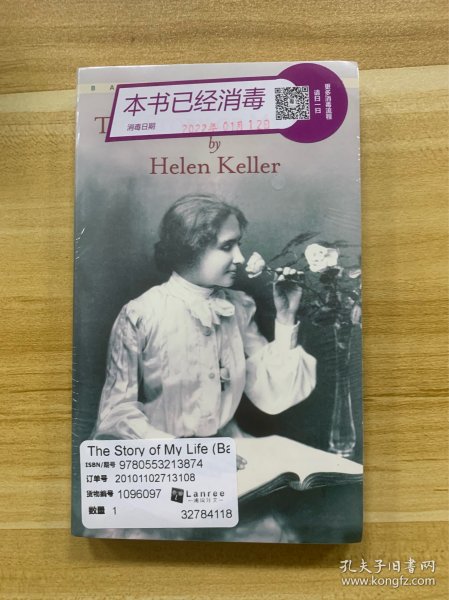 B A
本书已经消毒
消毒日期
2022年 01月 12日
更多消毒流程
请扫一扫
T
by
Helen Keller
The Story of My Life (Ba
ISBN/期号 9780553213874
订单号 20101102713108
货物编号 1096097
Lanree
数量 1
32784118
孔夫子旧书网
www.kongfz.com